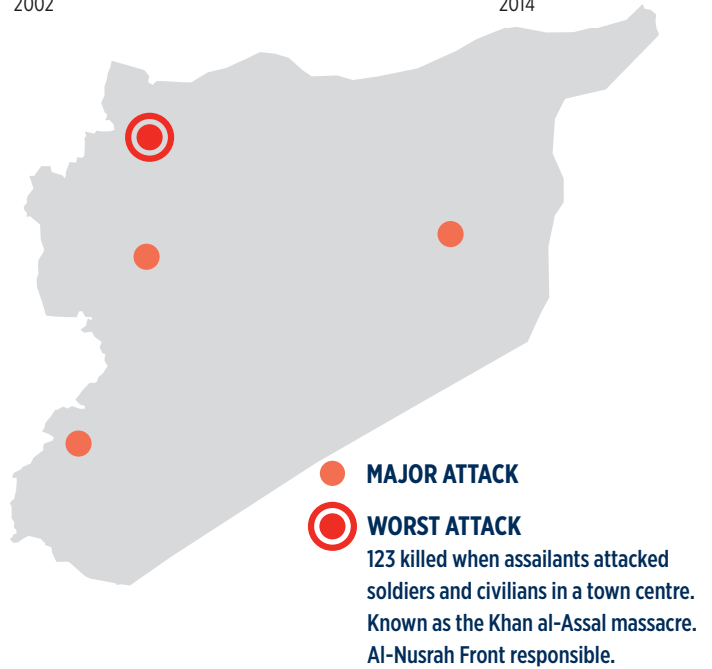 2002 2014
MAJOR ATTACK
WORST ATTACK
123 killed when assailants attacked
soldiers and civilians in a town centre.
Known as the Khan al-Assal massacre.
Al-Nusrah Front responsible.